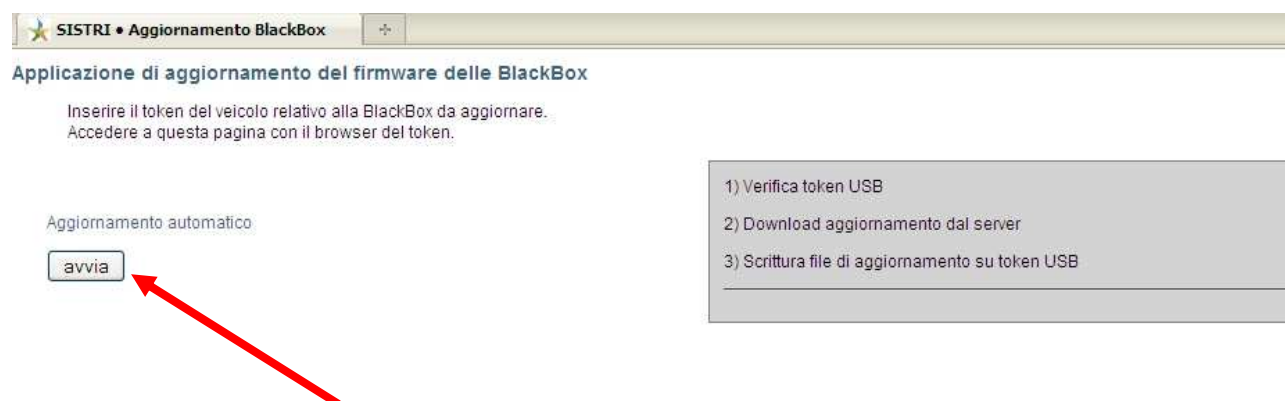 SISTRI • Aggiornamento BlackBox
Applicazione di aggiornamento del firmware delle BlackBox
Inserire il token del veicolo relativo alla BlackBox da aggiornare.
Accedere a questa pagina con il browser del token.
Aggiornamento automatico
avvia
1) Verifica token USB
2) Download aggiornamento dal server
3) Scrittura file di aggiornamento su token USB